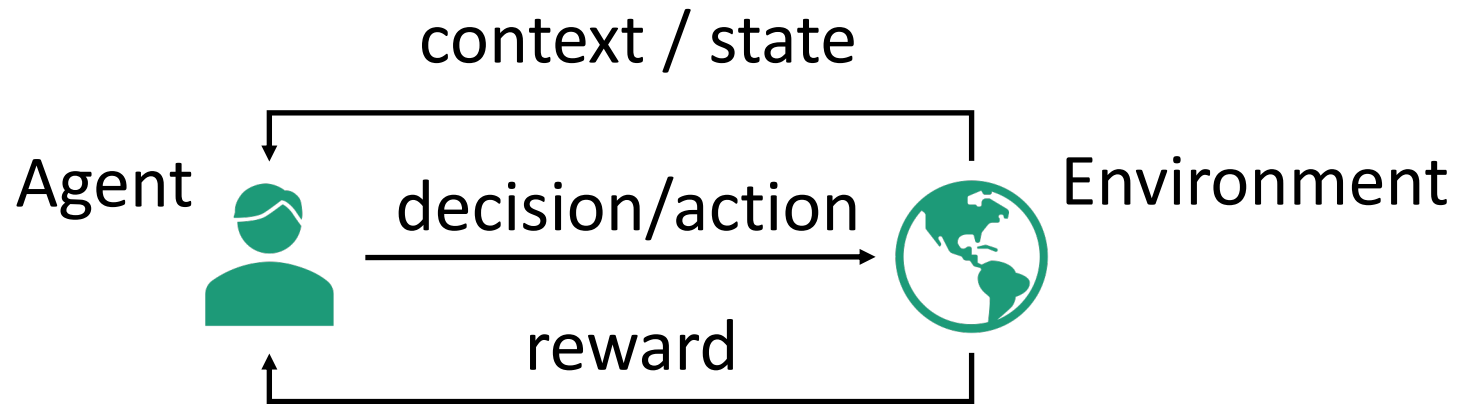 context / state
Agent
decision/action
Environment
reward